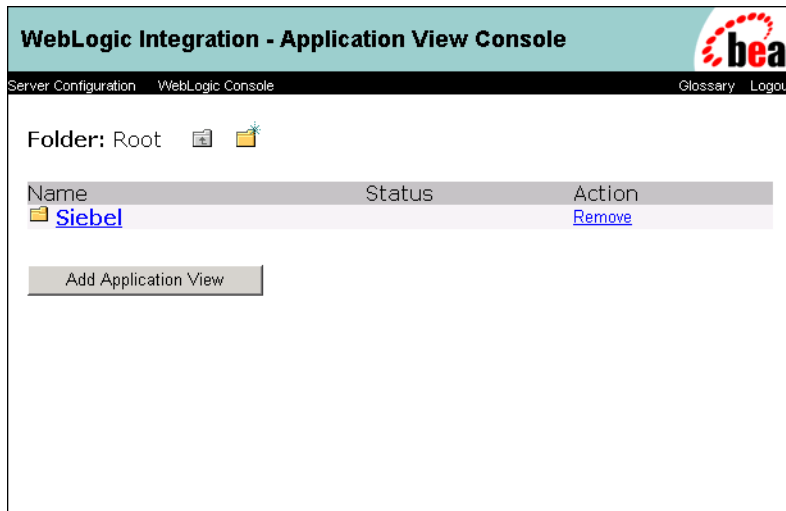 WebLogic Integration - Application View Console
bea
Server Configuration WebLogic Console Glossary Logou
Folder: Root
Name Status Action
Siebel Remove
Add Application View